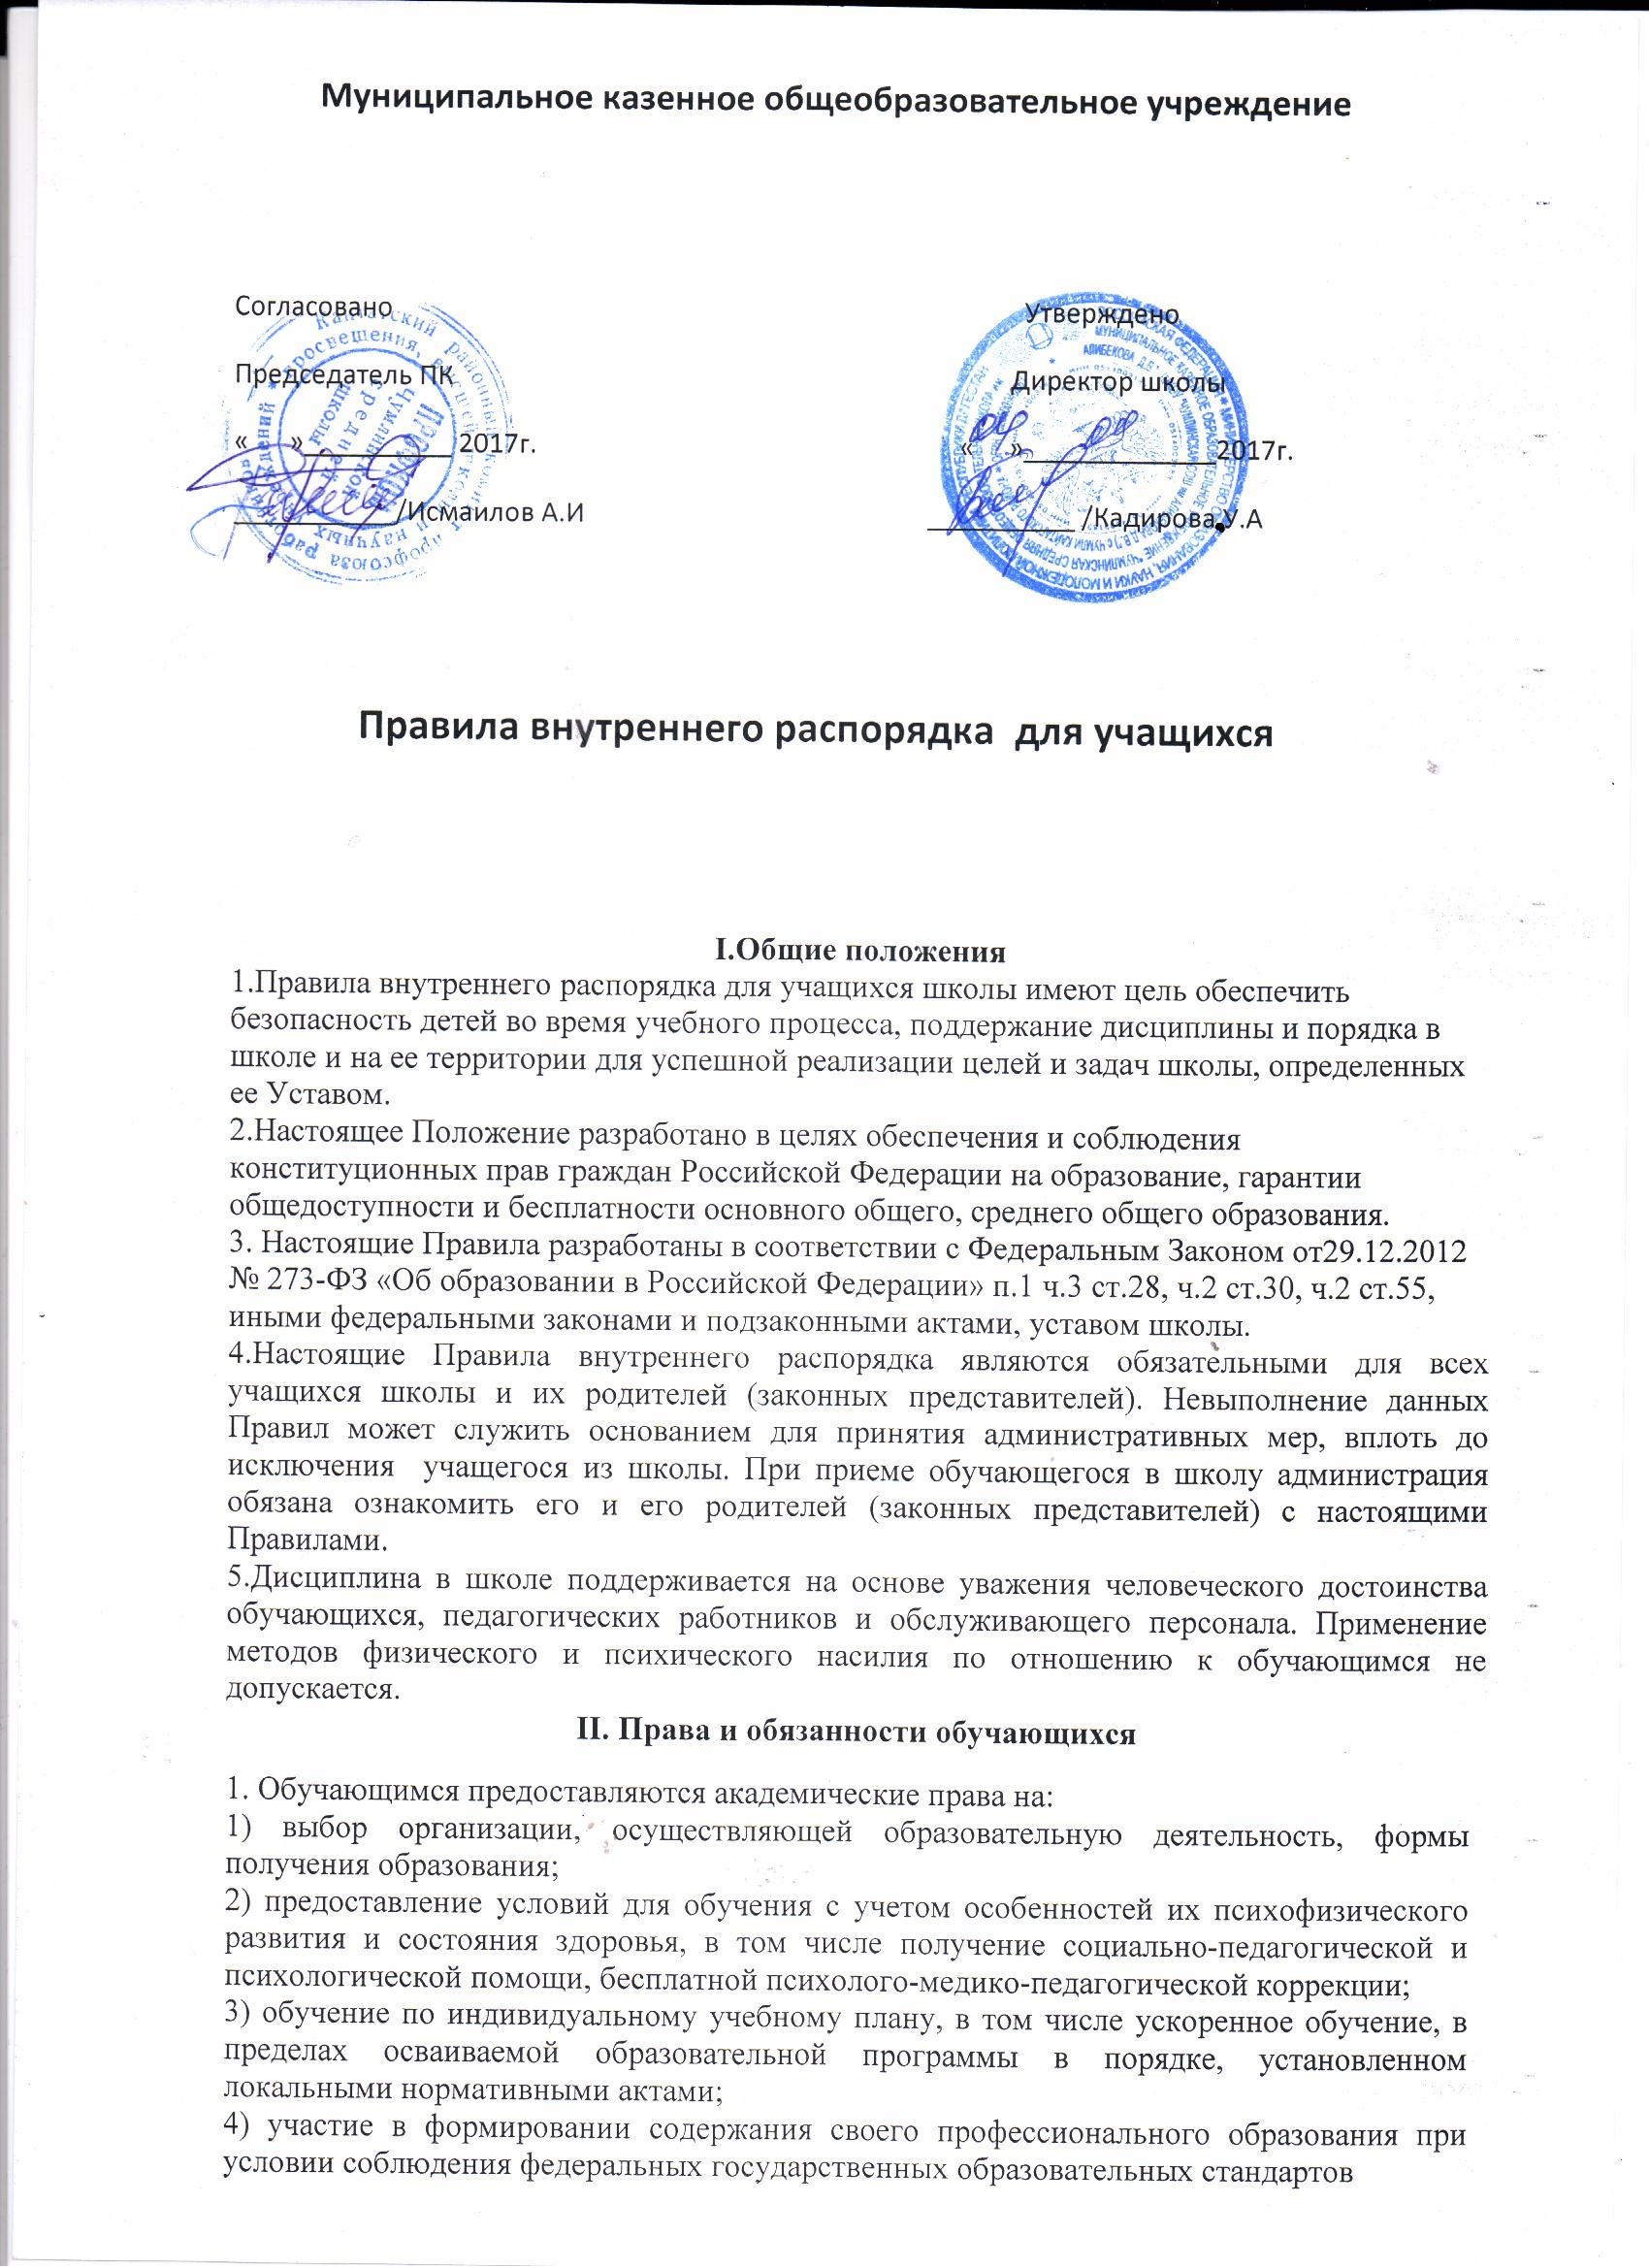 Муниципальное казенное общеобразовательное учреждение
Согласовано
Утверждено
Председатель ПК
Директор школы
« »____________ 2017г.
« »_______________2017г.
_____________/Исмаилов А.И
____________ /Кадирова У.А
Правила внутреннего распорядка для учащихся
I.Общие положения
1.Правила внутреннего распорядка для учащихся школы имеют цель обеспечить
безопасность детей во время учебного процесса, поддержание дисциплины и порядка в
школе и на ее территории для успешной реализации целей и задач школы, определенных
ее Уставом.
2.Настоящее Положение разработано в целях обеспечения и соблюдения
конституционных прав граждан Российской Федерации на образование, гарантии
общедоступности и бесплатности основного общего, среднего общего образования.
3. Настоящие Правила разработаны в соответствии с Федеральным Законом от29.12.2012
№ 273-ФЗ «Об образовании в Российской Федерации» п.1 ч.3 ст.28, ч.2 ст.30, ч.2 ст.55,
иными федеральными законами и подзаконными актами, уставом школы.
4.Настоящие Правила внутреннего распорядка являются обязательными для всех
учащихся школы и их родителей (законных представителей). Невыполнение данных
Правил может служить основанием для принятия административных мер, вплоть до
исключения учащегося из школы. При приеме обучающегося в школу администрация
обязана ознакомить его и его родителей (законных представителей) с настоящими
Правилами.
5.Дисциплина в школе поддерживается на основе уважения человеческого достоинства
обучающихся, педагогических работников и обслуживающего персонала. Применение
методов физического и психического насилия по отношению к обучающимся не
допускается.
II. Права и обязанности обучающихся
1. Обучающимся предоставляются академические права на:
1) выбор организации, осуществляющей образовательную деятельность, формы
получения образования;
2) предоставление условий для обучения с учетом особенностей их психофизического
развития и состояния здоровья, в том числе получение социально-педагогической и
психологической помощи, бесплатной психолого-медико-педагогической коррекции;
3) обучение по индивидуальному учебному плану, в том числе ускоренное обучение, в
пределах осваиваемой образовательной программы в порядке, установленном
локальными нормативными актами;
4) участие в формировании содержания своего профессионального образования при
условии соблюдения федеральных государственных образовательных стандартов